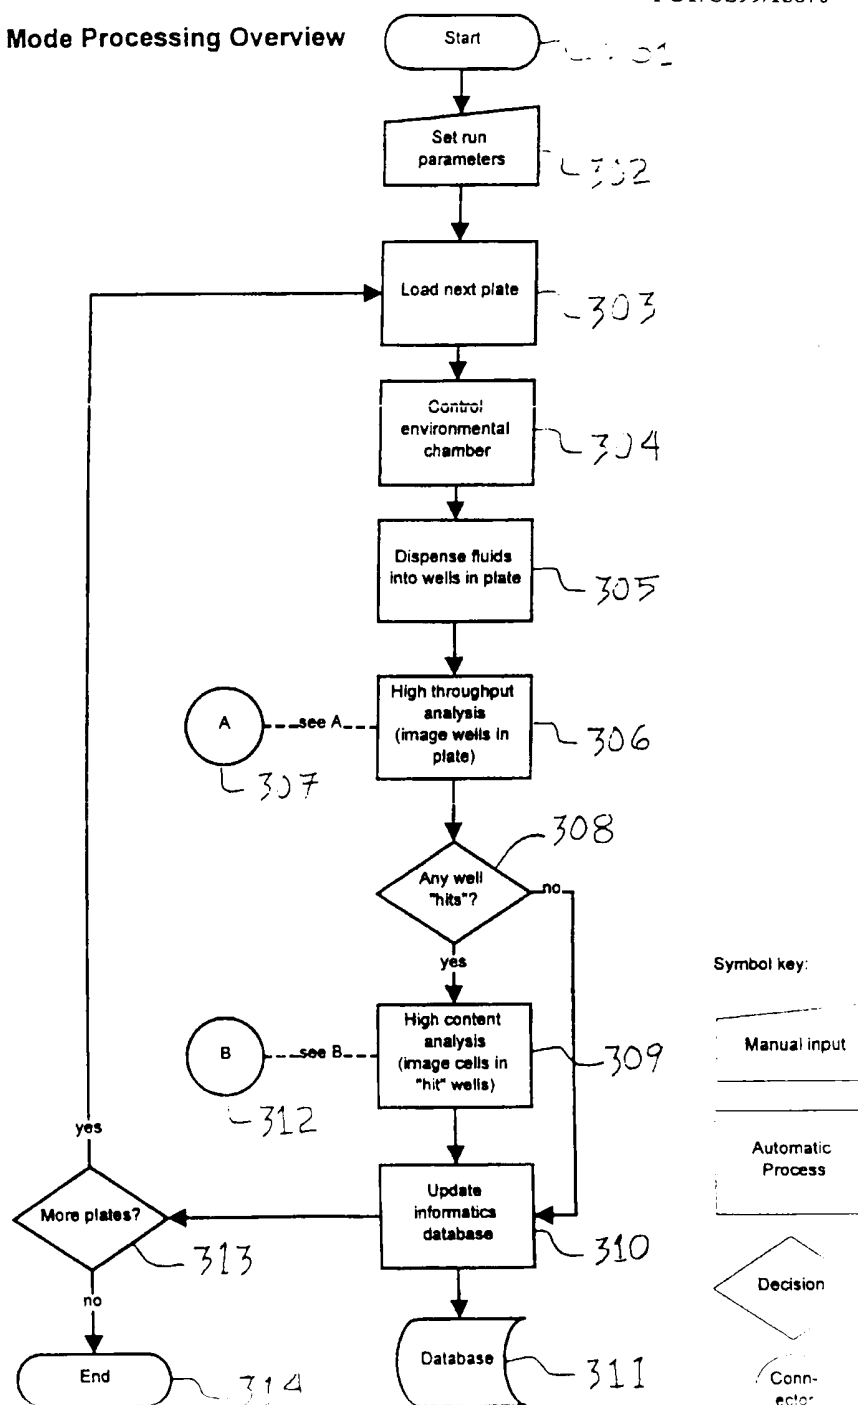 Mode Processing Overview
Start
Set run
parameters
302
Load next plate
303
Control
environmental
chamber
304
Dispense fluids
into wells in plate
305
High throughput
analysis
(image wells in
plate)
306
A
see A
307
308
Any well
"hits"?
no
yes
High content
analysis
(image cells in
"hit" wells)
309
B
see B
312
Update
informatics
database
310
yes
More plates?
313
no
End
314
Database
311
Symbol key:
Manual input
Automatic
Process
Decision
Conn-
ector